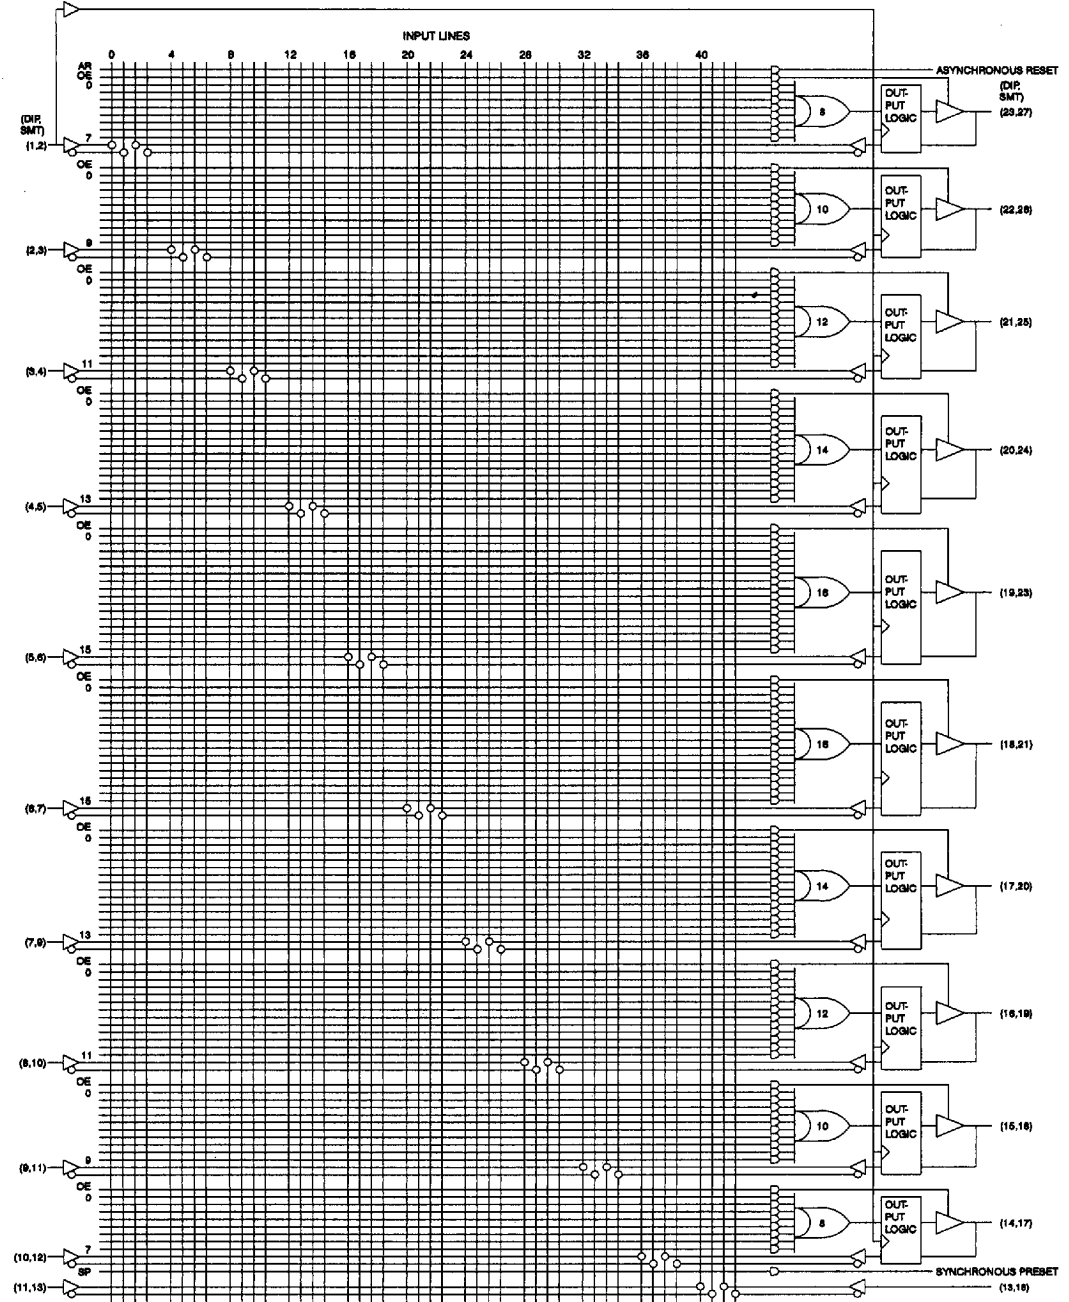 INPUT LINES
0 4 8 12 16 20 24 28 32 36 40
AR
OE
0
ASYNCHRONOUS RESET
(DIP, SMT)
(DIP, SMT)
8
OUT-PUT LOGIC
(23,27)
(1,2)
7
OE
0
10
OUT-PUT LOGIC
(22,26)
(2,3)
9
OE
0
12
OUT-PUT LOGIC
(21,25)
(3,4)
11
OE
0
14
OUT-PUT LOGIC
(20,24)
(4,5)
13
OE
0
16
OUT-PUT LOGIC
(19,23)
(5,6)
15
OE
0
16
OUT-PUT LOGIC
(18,21)
(6,7)
15
OE
0
14
OUT-PUT LOGIC
(17,20)
(7,9)
13
OE
0
12
OUT-PUT LOGIC
(16,19)
(8,10)
11
OE
0
10
OUT-PUT LOGIC
(15,18)
(9,11)
9
OE
0
8
OUT-PUT LOGIC
(14,17)
(10,12)
7
SP
SYNCHRONOUS PRESET
(11,13)
(13,16)